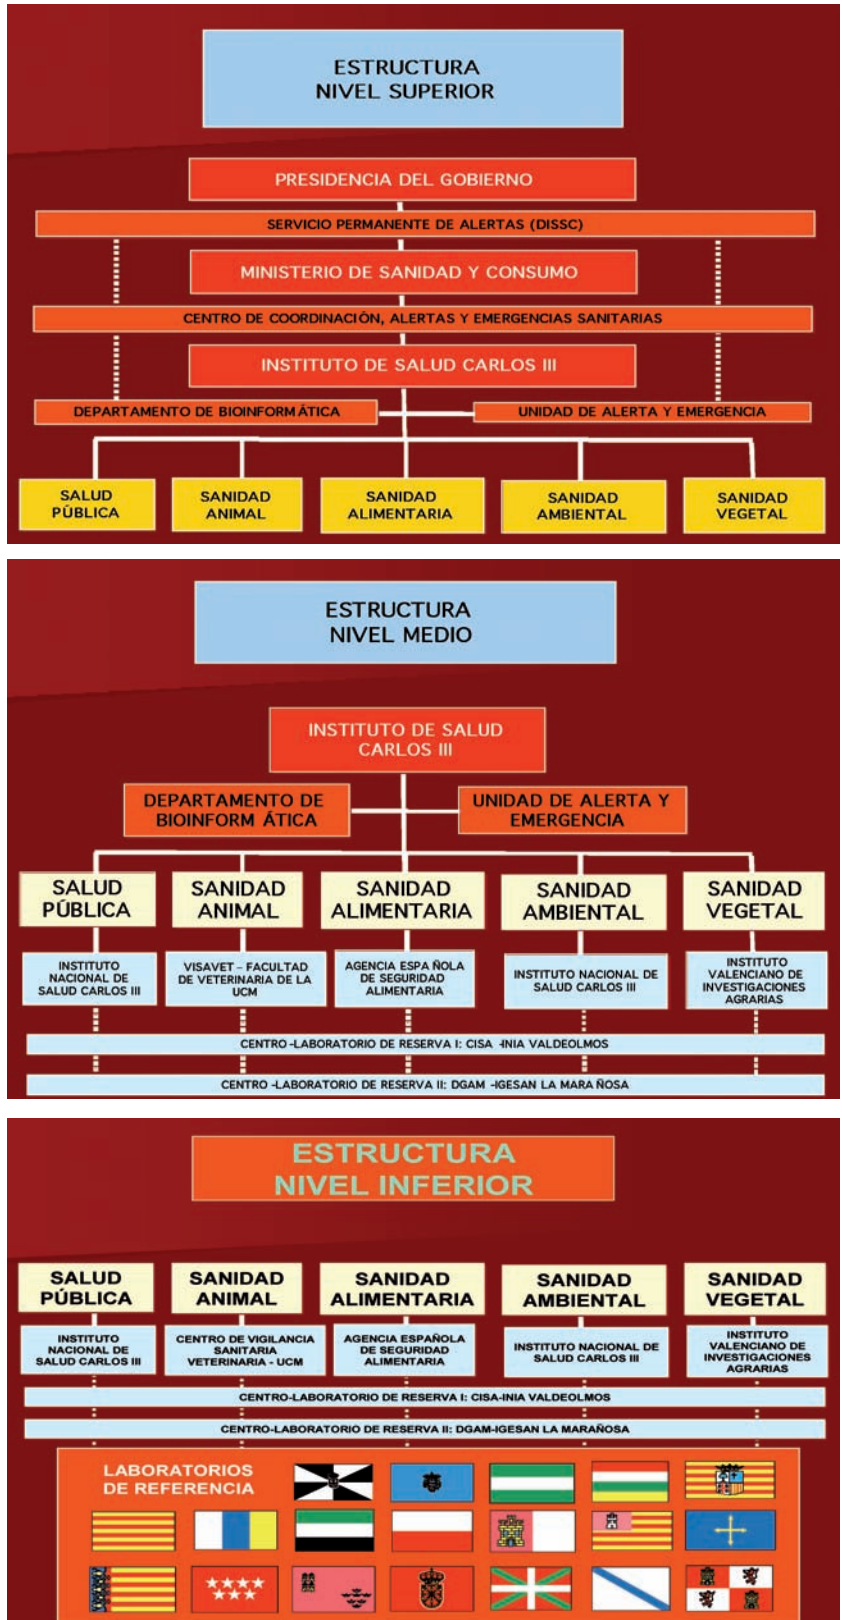 ESTRUCTURA
NIVEL SUPERIOR
PRESIDENCIA DEL GOBIERNO
SERVICIO PERMANENTE DE ALERTAS (DISSC)
MINISTERIO DE SANIDAD Y CONSUMO
CENTRO DE COORDINACIÓN, ALERTAS Y EMERGENCIAS SANITARIAS
INSTITUTO DE SALUD CARLOS III
DEPARTAMENTO DE BIOINFORMÁTICA
UNIDAD DE ALERTA Y EMERGENCIA
SALUD
PÚBLICA
SANIDAD
ANIMAL
SANIDAD
ALIMENTARIA
SANIDAD
AMBIENTAL
SANIDAD
VEGETAL
ESTRUCTURA
NIVEL MEDIO
INSTITUTO DE SALUD
CARLOS III
DEPARTAMENTO DE
BIOINFORM ÁTICA
UNIDAD DE ALERTA Y
EMERGENCIA
SALUD
PÚBLICA
SANIDAD
ANIMAL
SANIDAD
ALIMENTARIA
SANIDAD
AMBIENTAL
SANIDAD
VEGETAL
INSTITUTO
NACIONAL DE
SALUD CARLOS III
VISAVET – FACULTAD
DE VETERINARIA DE LA
UCM
AGENCIA ESPA ÑOLA
DE SEGURIDAD
ALIMENTARIA
INSTITUTO NACIONAL DE
SALUD CARLOS III
INSTITUTO
VALENCIANO DE
INVESTIGACIONES
AGRARIAS
CENTRO -LABORATORIO DE RESERVA I: CISA -INIA VALDEOLMOS
CENTRO -LABORATORIO DE RESERVA II: DGAM -IGESAN LA MARA ÑOSA
ESTRUCTURA
NIVEL INFERIOR
SALUD
PÚBLICA
SANIDAD
ANIMAL
SANIDAD
ALIMENTARIA
SANIDAD
AMBIENTAL
SANIDAD
VEGETAL
INSTITUTO
NACIONAL DE
SALUD CARLOS III
CENTRO DE VIGILANCIA
SANITARIA
VETERINARIA - UCM
AGENCIA ESPAÑOLA
DE SEGURIDAD
ALIMENTARIA
INSTITUTO NACIONAL DE
SALUD CARLOS III
INSTITUTO
VALENCIANO DE
INVESTIGACIONES
AGRARIAS
CENTRO-LABORATORIO DE RESERVA I: CISA-INIA VALDEOLMOS
CENTRO-LABORATORIO DE RESERVA II: DGAM-IGESAN LA MARAÑOSA
LABORATORIOS
DE REFERENCIA